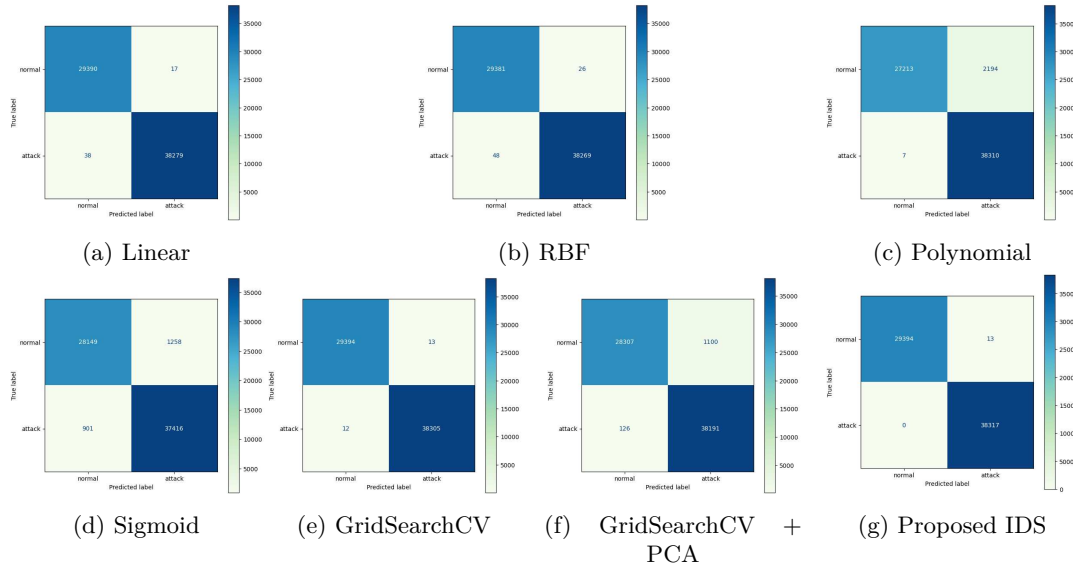 35000
30000
25000
20000
15000
10000
5000
normal
attack
True label
29390
17
38
38279
normal
attack
Predicted label
(a) Linear
35000
30000
25000
20000
15000
10000
5000
normal
attack
True label
29381
26
48
38269
normal
attack
Predicted label
(b) RBF
35000
30000
25000
20000
15000
10000
5000
normal
attack
True label
27213
2194
7
38310
normal
attack
Predicted label
(c) Polynomial
35000
30000
25000
20000
15000
10000
5000
normal
attack
True label
28149
1258
901
37416
normal
attack
Predicted label
(d) Sigmoid
35000
30000
25000
20000
15000
10000
5000
normal
attack
True label
29394
13
12
38305
normal
attack
Predicted label
(e) GridSearchCV
35000
30000
25000
20000
15000
10000
5000
normal
attack
True label
28307
1100
126
38191
normal
attack
Predicted label
(f) GridSearchCV +
PCA
35000
30000
25000
20000
15000
10000
5000
0
normal
attack
True label
29394
13
0
38317
normal
attack
Predicted label
(g) Proposed IDS